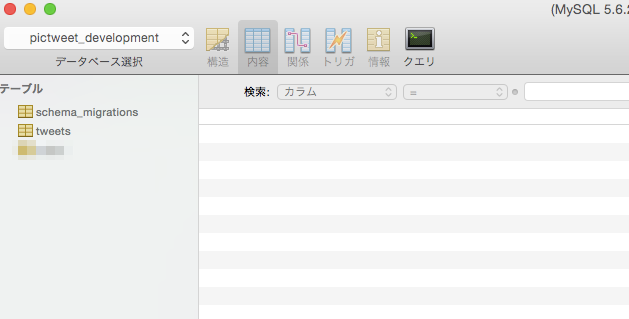 (MySQL 5.6.2
pictweet_development
データベース選択
構造
内容
関係
トリガ
情報
クエリ
テーブル
検索:
カラム
=
schema_migrations
tweets